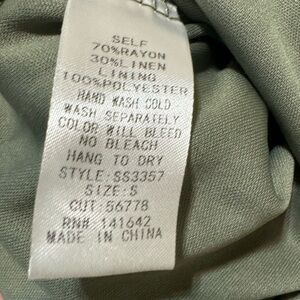 SELF
70%RAYON
30%LINEN
LINING
100%POLYESTER
HAND WASH COLD
WASH SEPARATELY
COLOR WILL BLEED
NO BLEACH
HANG TO DRY
STYLE:SS3357
SIZE:S
CUT:56778
RN#: 141642
MADE IN CHINA